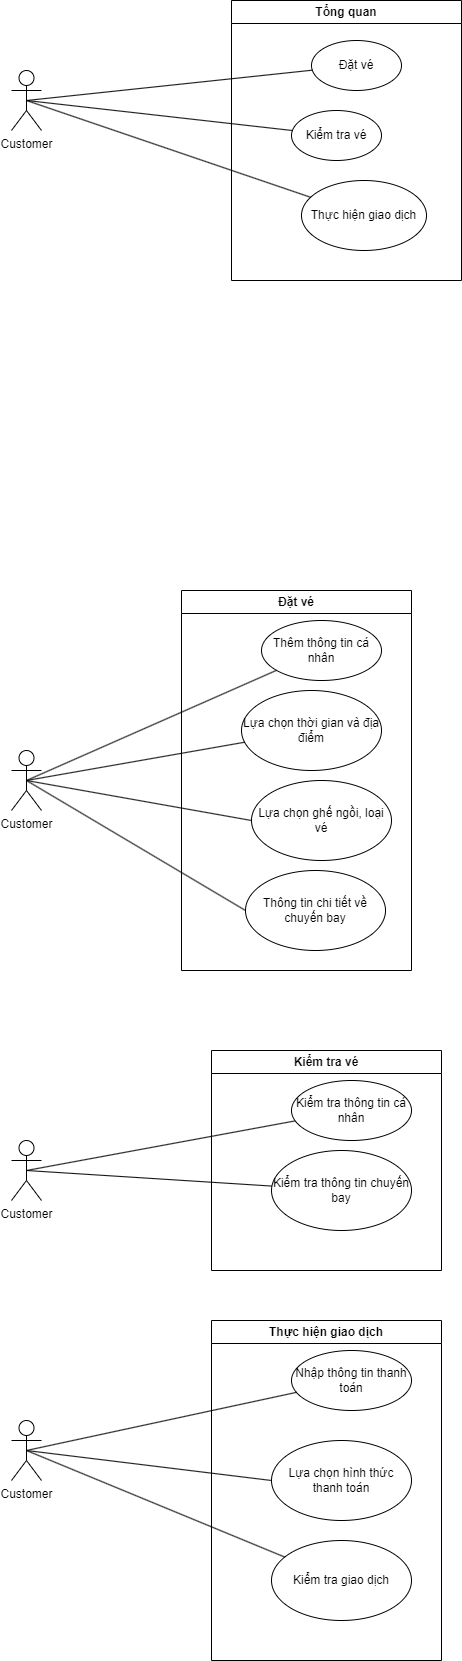 Tổng quan
Đặt vé
Kiểm tra vé
Customer
Thực hiện giao dịch
Đặt vé
Thêm thông tin cá
nhân
Lựa chọn thời gian và địa
điểm
Customer
Lựa chọn ghế ngồi, loại
vé
Thông tin chi tiết về
chuyến bay
Kiểm tra vé
Kiểm tra thông tin cá
nhân
Kiểm tra thông tin chuyến
bay
Customer
Thực hiện giao dịch
Nhập thông tin thanh
toán
Lựa chọn hình thức
thanh toán
Customer
Kiểm tra giao dịch